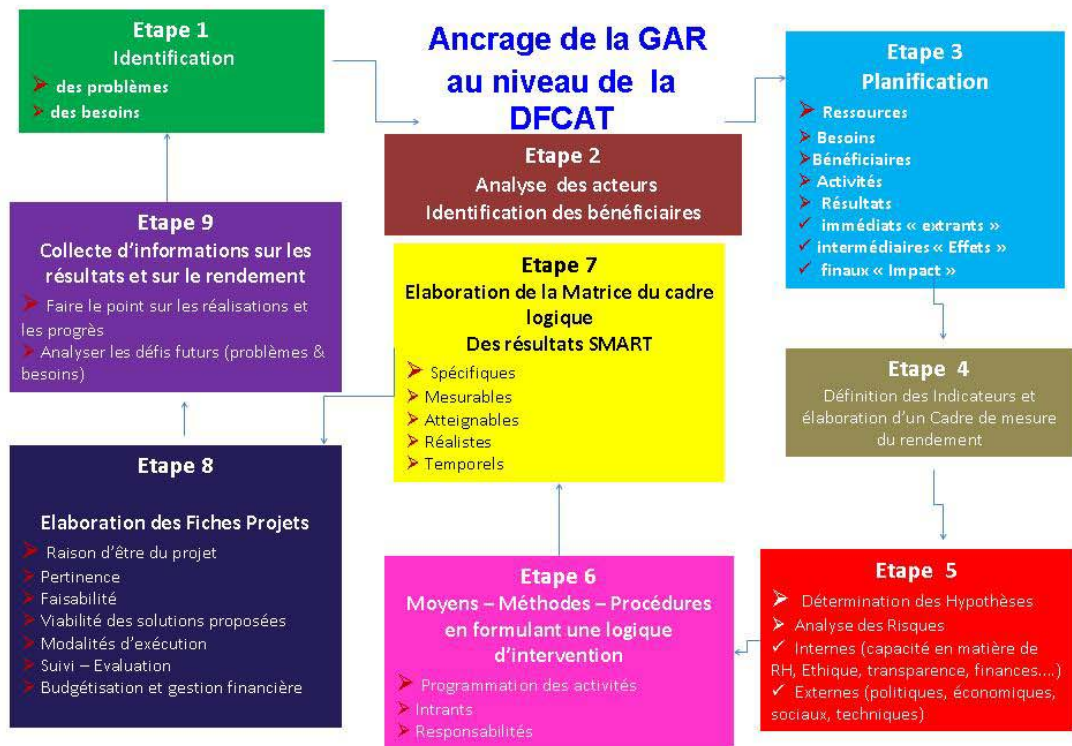 Ancrage de la GAR
au niveau de la
DFCAT
Etape 1
Identification
➢ des problèmes
➢ des besoins
Etape 2
Analyse des acteurs
Identification des bénéficiaires
Etape 3
Planification
➢ Ressources
➢ Besoins
➢ Bénéficiaires
➢ Activités
➢ Résultats
✓ immédiats « extrants »
✓ intermédiaires « Effets »
✓ finaux « Impact »
Etape 4
Définition des Indicateurs et
élaboration d'un Cadre de mesure
du rendement
Etape 5
➢ Détermination des Hypothèses
➢ Analyse des Risques
✓ Internes (capacité en matière de
RH, Ethique, transparence, finances....)
✓ Externes (politiques, économiques,
sociaux, techniques)
Etape 6
Moyens – Méthodes – Procédures
en formulant une logique
d'intervention
➢ Programmation des activités
➢ Intrants
➢ Responsabilités
Etape 7
Elaboration de la Matrice du cadre
logique
Des résultats SMART
➢ Spécifiques
➢ Mesurables
➢ Atteignables
➢ Réalistes
➢ Temporels
Etape 8
Elaboration des Fiches Projets
➢ Raison d'être du projet
➢ Pertinence
➢ Faisabilité
➢ Viabilité des solutions proposées
➢ Modalités d'exécution
➢ Suivi – Evaluation
➢ Budgétisation et gestion financière
Etape 9
Collecte d'informations sur les
résultats et sur le rendement
➢ Faire le point sur les réalisations et
les progrès
➢ Analyser les défis futurs (problèmes &
besoins)